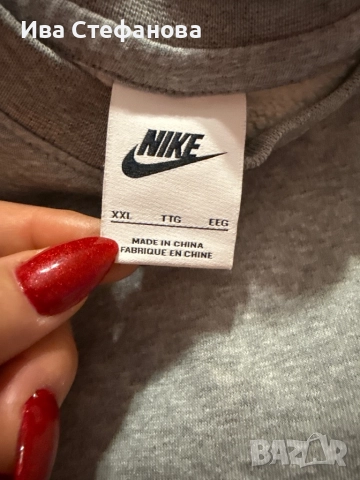 Ива Стефанова
NIKE
XXL TTG EEG
MADE IN CHINA
FABRIQUE EN CHINE
BAZAR